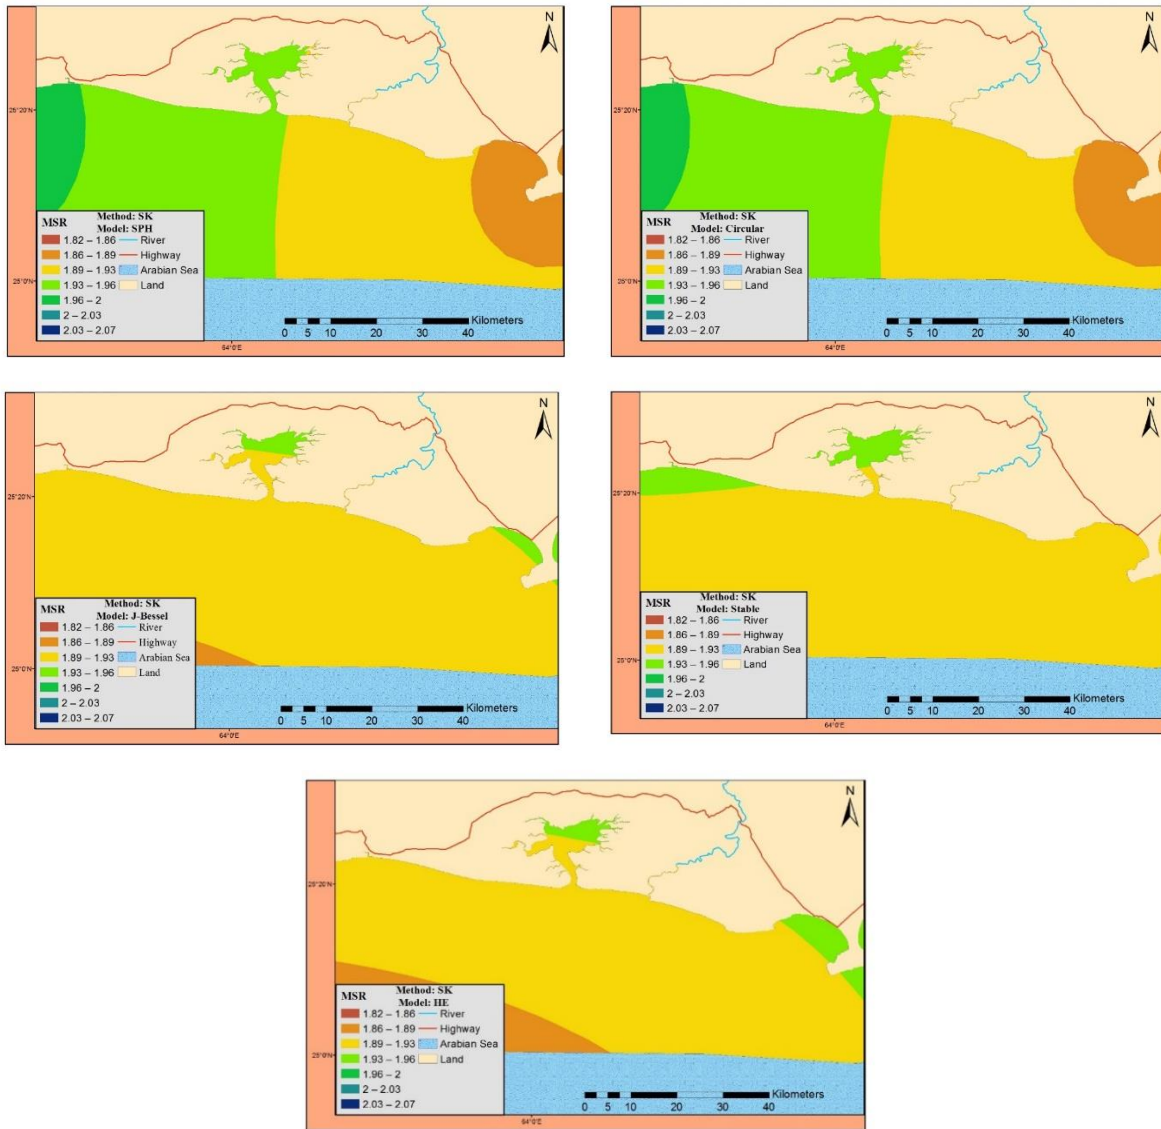 N
25°20'N
MSR
Method: SK
Model: SPH
1.82 – 1.86
River
1.86 – 1.89
Highway
1.89 – 1.93
Arabian Sea
1.93 – 1.96
Land
1.96 – 2
2 – 2.03
2.03 – 2.07
25°0'N
Kilometers
0 5 10 20 30 40
64°0'E
N
25°20'N
MSR
Method: SK
Model: Circular
1.82 – 1.86
River
1.86 – 1.89
Highway
1.89 – 1.93
Arabian Sea
1.93 – 1.96
Land
1.96 – 2
2 – 2.03
2.03 – 2.07
25°0'N
Kilometers
0 5 10 20 30 40
64°0'E
N
25°20'N
MSR
Method: SK
Model: J-Bessel
1.82 – 1.86
River
1.86 – 1.89
Highway
1.89 – 1.93
Arabian Sea
1.93 – 1.96
Land
1.96 – 2
2 – 2.03
2.03 – 2.07
25°0'N
Kilometers
0 5 10 20 30 40
64°0'E
N
25°20'N
MSR
Method: SK
Model: Stable
1.82 – 1.86
River
1.86 – 1.89
Highway
1.89 – 1.93
Arabian Sea
1.93 – 1.96
Land
1.96 – 2
2 – 2.03
2.03 – 2.07
25°0'N
Kilometers
0 5 10 20 30 40
64°0'E
N
25°20'N
MSR
Method: SK
Model: HE
1.82 – 1.86
River
1.86 – 1.89
Highway
1.89 – 1.93
Arabian Sea
1.93 – 1.96
Land
1.96 – 2
2 – 2.03
2.03 – 2.07
25°0'N
Kilometers
0 5 10 20 30 40
64°0'E